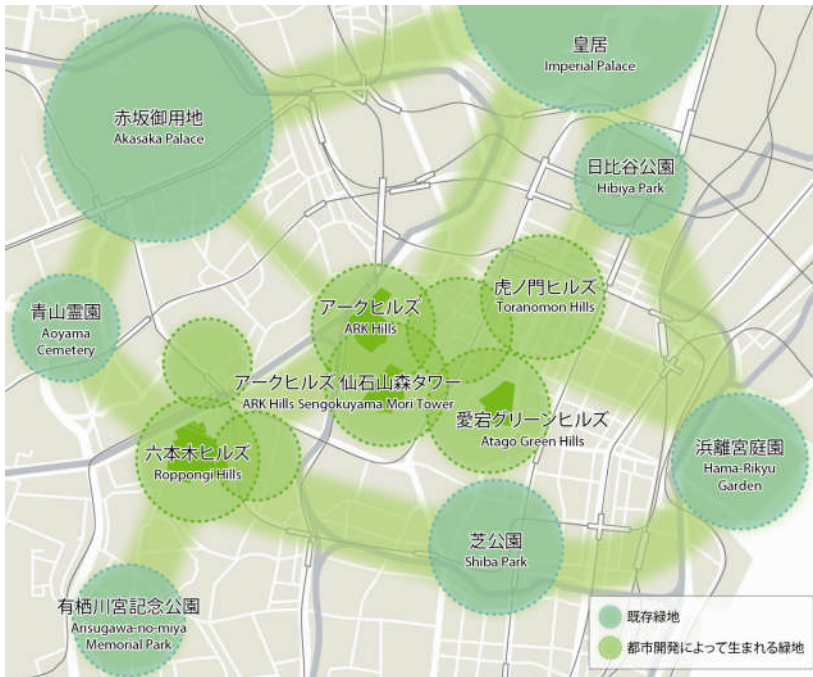 皇居
Imperial Palace
赤坂御用地
Akasaka Palace
日比谷公園
Hibiya Park
虎ノ門ヒルズ
Toranomon Hills
アークヒルズ
ARK Hills
青山霊園
Aoyama
Cemetery
アークヒルズ 仙石山森タワー
ARK Hills Sengokuyama Mori Tower
愛宕グリーンヒルズ
Atago Green Hills
六本木ヒルズ
Roppongi Hills
浜離宮庭園
Hama-Rikyu
Garden
芝公園
Shiba Park
有栖川宮記念公園
Arisugawa-no-miya
Memorial Park
既存緑地
都市開発によって生まれる緑地